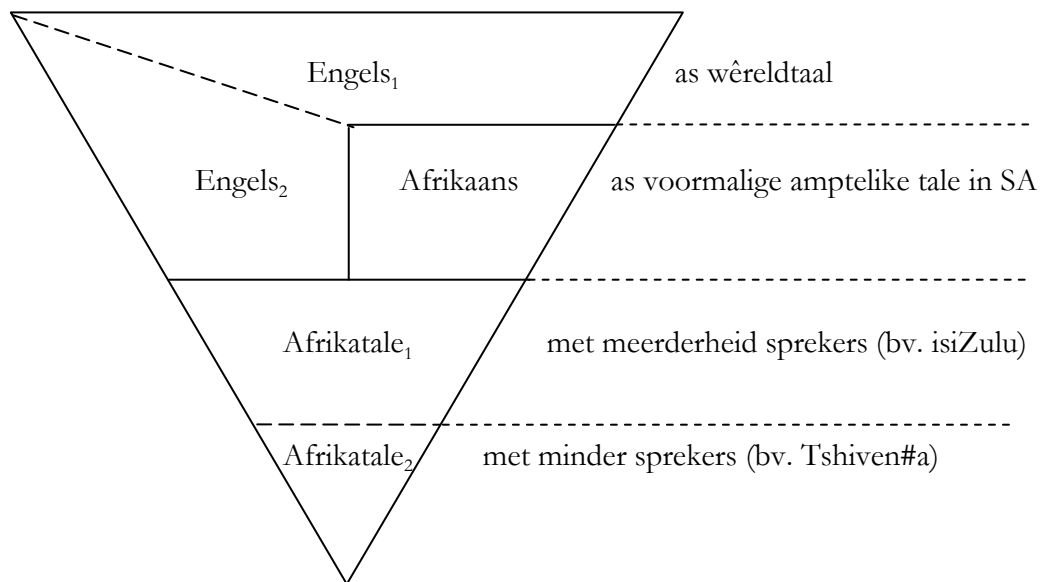 Engels₁ as wêreldtaal
Engels₂ Afrikaans as voormalige amptelike tale in SA
Afrikatale₁ met meerderheid sprekers (bv. isiZulu)
Afrikatale₂ met minder sprekers (bv. Tshiven#a)